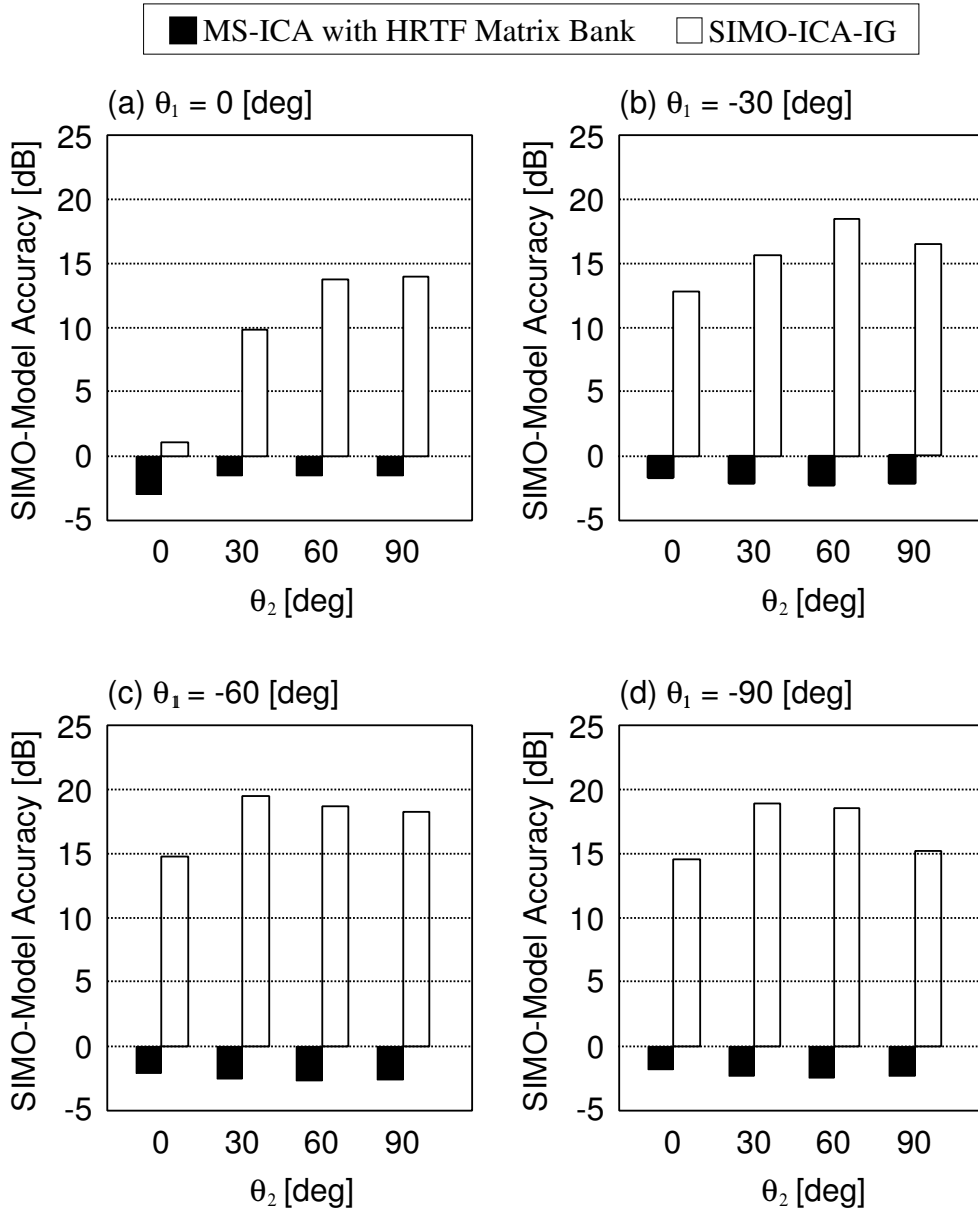 MS-ICA with HRTF Matrix Bank SIMO-ICA-IG
(a) θ1 = 0 [deg]
SIMO-Model Accuracy [dB]
25
20
15
10
5
0
-5
0 30 60 90
θ2 [deg]
(b) θ1 = -30 [deg]
SIMO-Model Accuracy [dB]
25
20
15
10
5
0
-5
0 30 60 90
θ2 [deg]
(c) θ1 = -60 [deg]
SIMO-Model Accuracy [dB]
25
20
15
10
5
0
-5
0 30 60 90
θ2 [deg]
(d) θ1 = -90 [deg]
SIMO-Model Accuracy [dB]
25
20
15
10
5
0
-5
0 30 60 90
θ2 [deg]